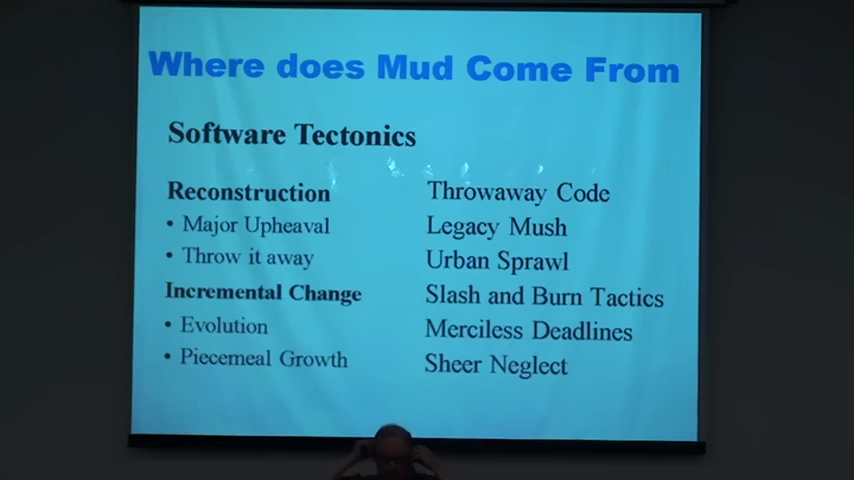 Where does Mud Come From
Software Tectonics
Reconstruction
• Major Upheaval
• Throw it away
Incremental Change
• Evolution
• Piecemeal Growth
Throwaway Code
Legacy Mush
Urban Sprawl
Slash and Burn Tactics
Merciless Deadlines
Sheer Neglect